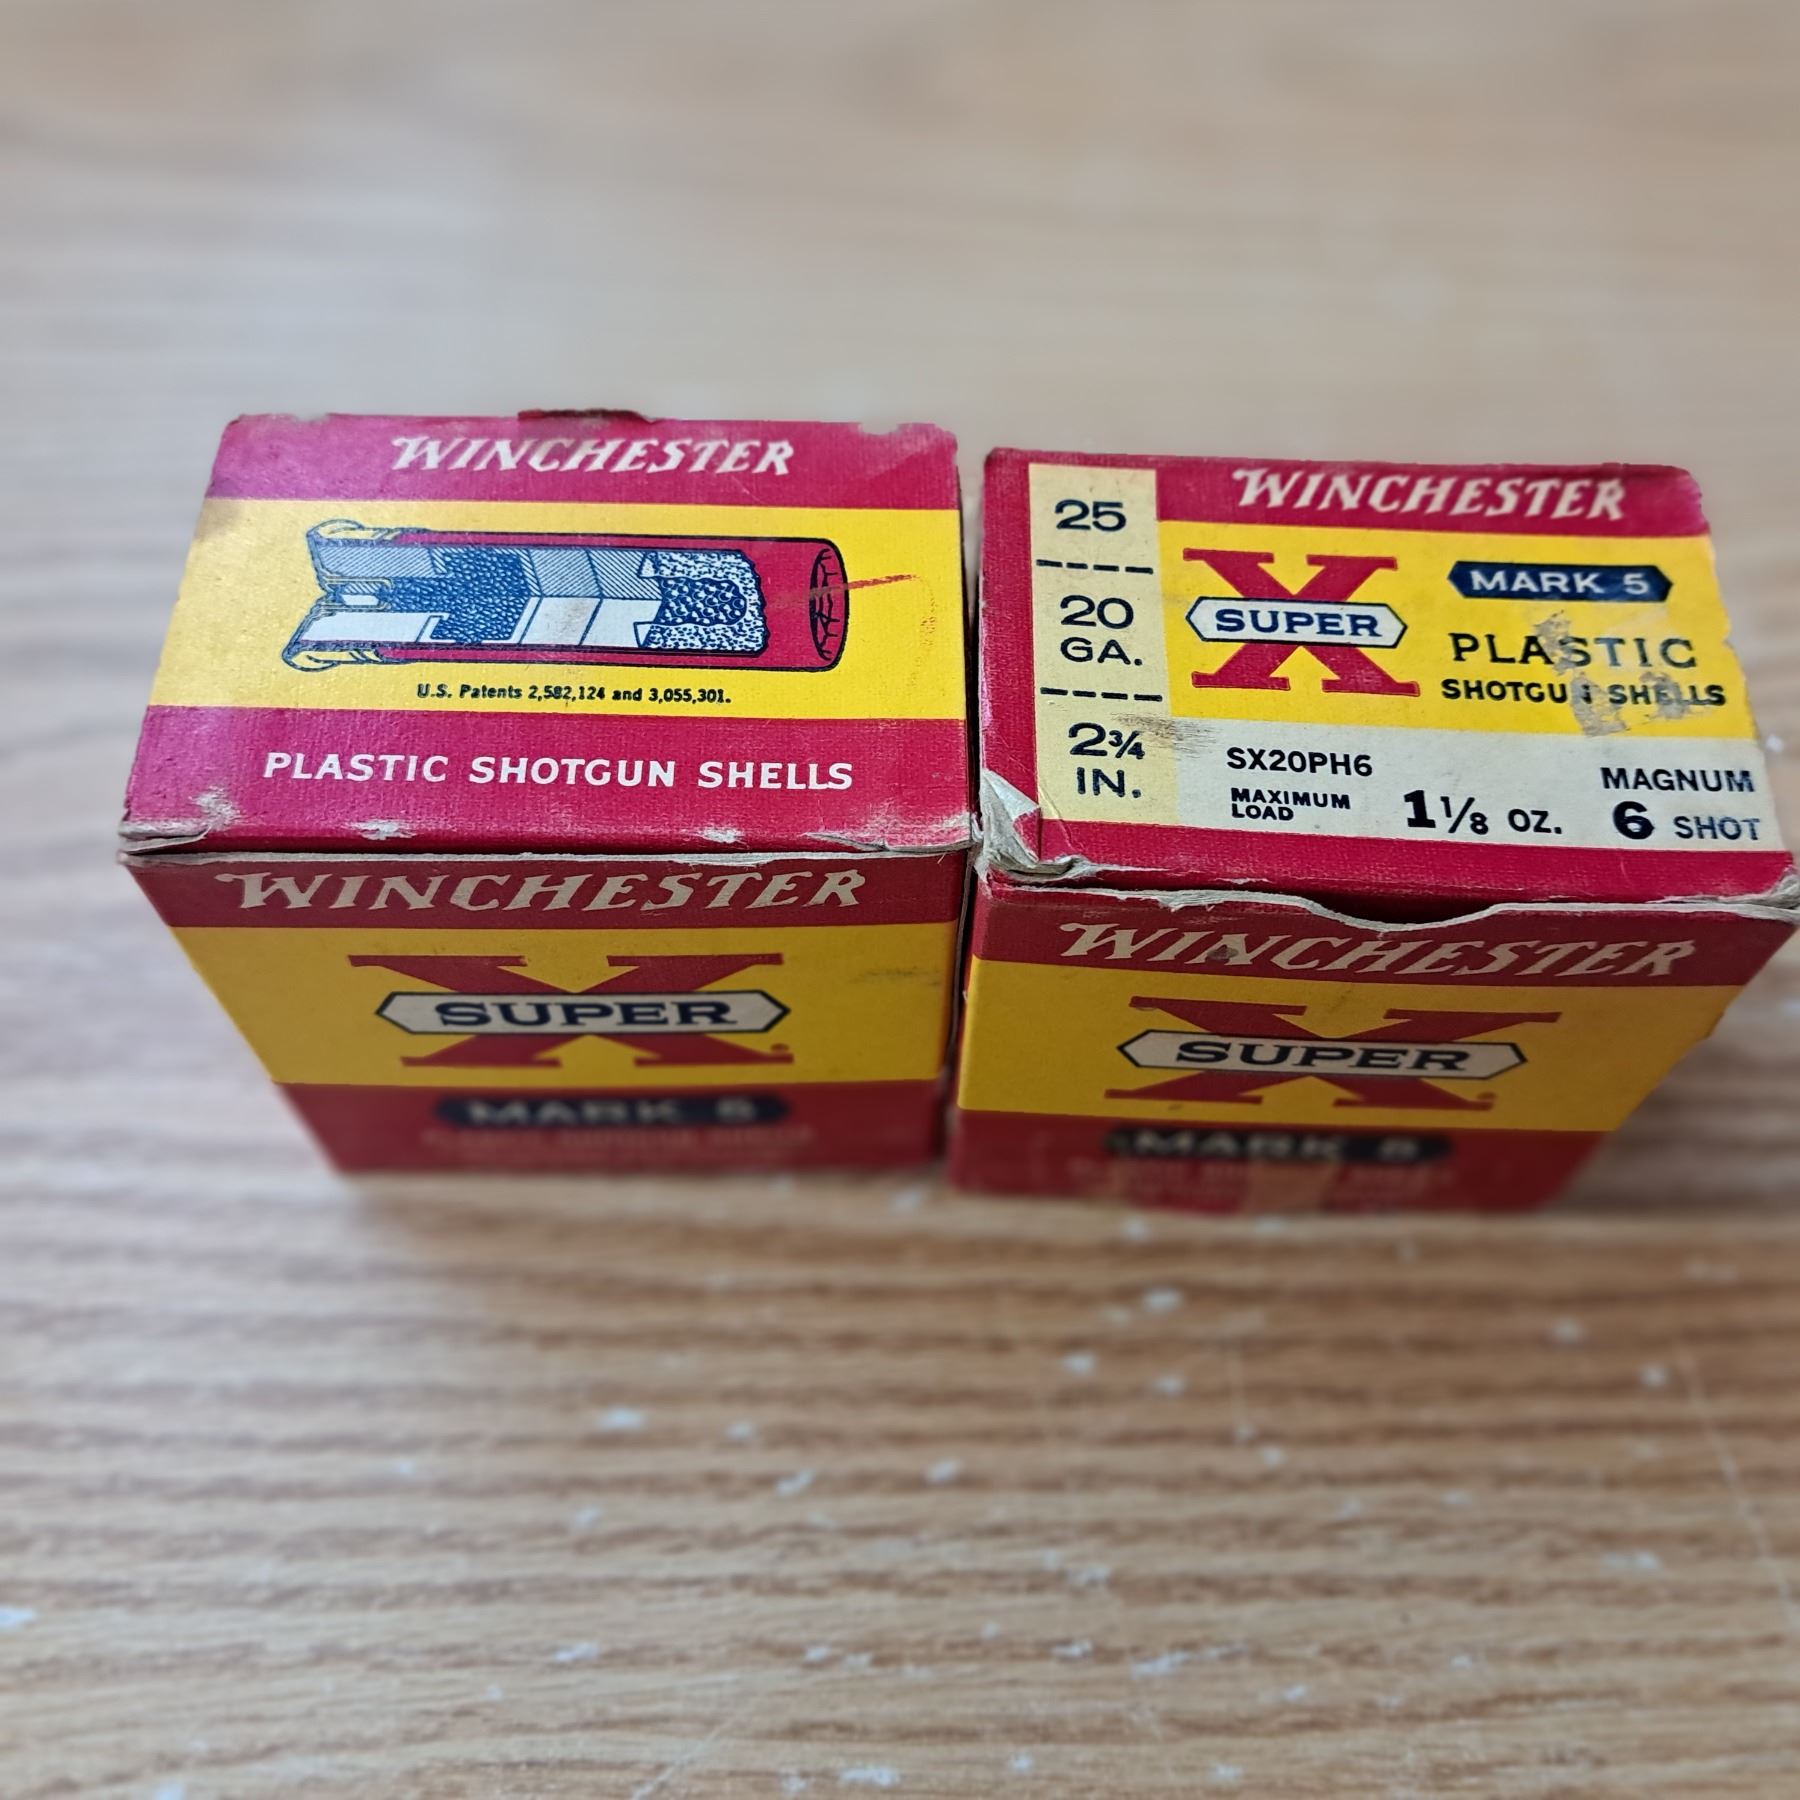 WINCHESTER
U.S. Patents 2,582,124 and 3,055,301.
PLASTIC SHOTGUN SHELLS
WINCHESTER
SUPER
X
MARK 5
25
20
GA.
2¾
IN.
WINCHESTER
X
SUPER
MARK 5
PLASTIC
SHOTGUN SHELLS
SX20PH6
MAXIMUM
LOAD
1⅛ OZ.
MAGNUM
6 SHOT
WINCHESTER
X
SUPER
MARK 5